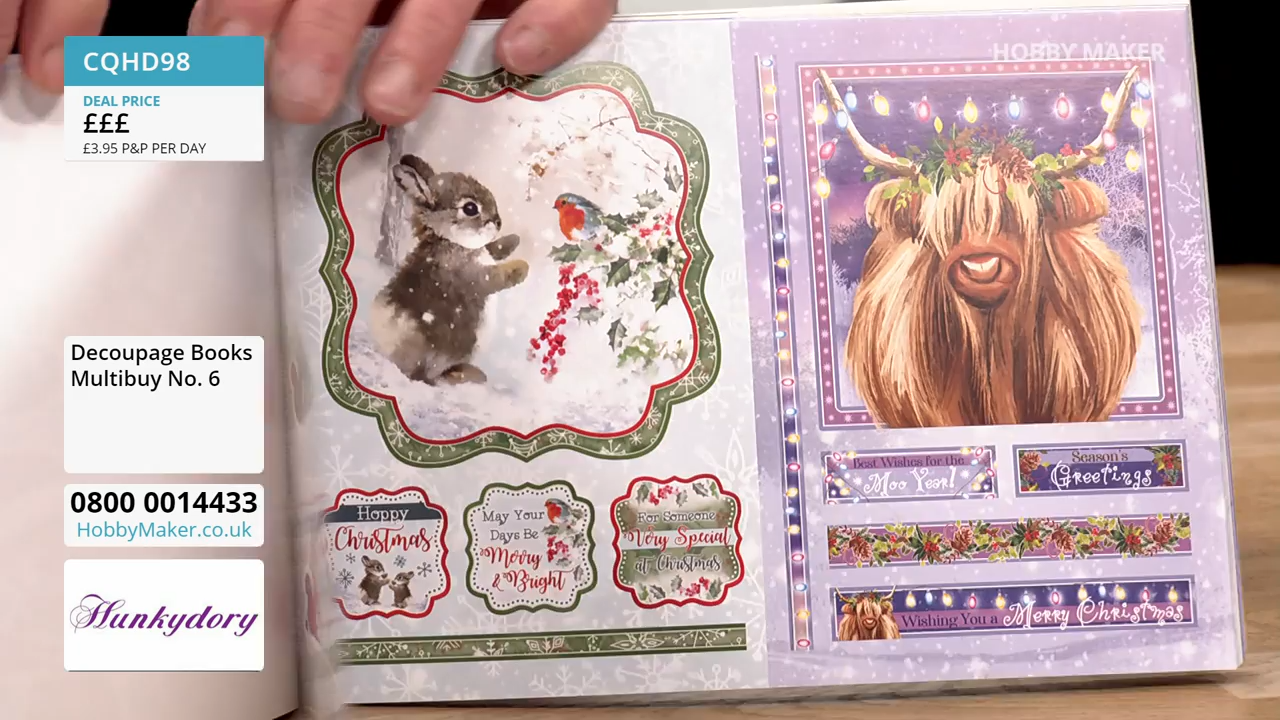 CQHD98
DEAL PRICE
£££
£3.95 P&P PER DAY
Decoupage Books
Multibuy No. 6
0800 0014433
HobbyMaker.co.uk
Hunkydory
HOBBY MAKER
Hoppy
Christmas
May Your
Days Be
Merry
& Bright
For Someone
Very Special
at Christmas
Best Wishes for the
Moo Year!
Season's
Greetings
Wishing You a Merry Christmas